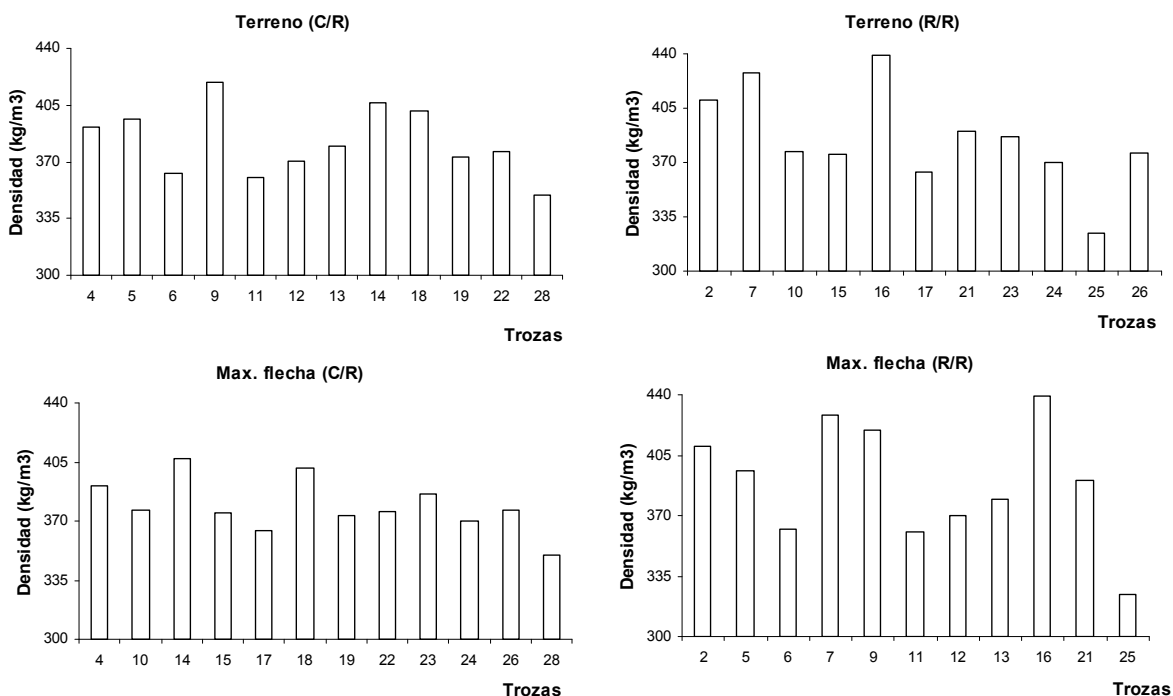 Terreno (C/R)
Densidad (kg/m3)
440
405
370
335
300
4 5 6 9 11 12 13 14 18 19 22 28
Trozas
Terreno (R/R)
Densidad (kg/m3)
440
405
370
335
300
2 7 10 15 16 17 21 23 24 25 26
Trozas
Max. flecha (C/R)
Densidad (kg/m3)
440
405
370
335
300
4 10 14 15 17 18 19 22 23 24 26 28
Trozas
Max. flecha (R/R)
Densidad (kg/m3)
440
405
370
335
300
2 5 6 7 9 11 12 13 16 21 25
Trozas